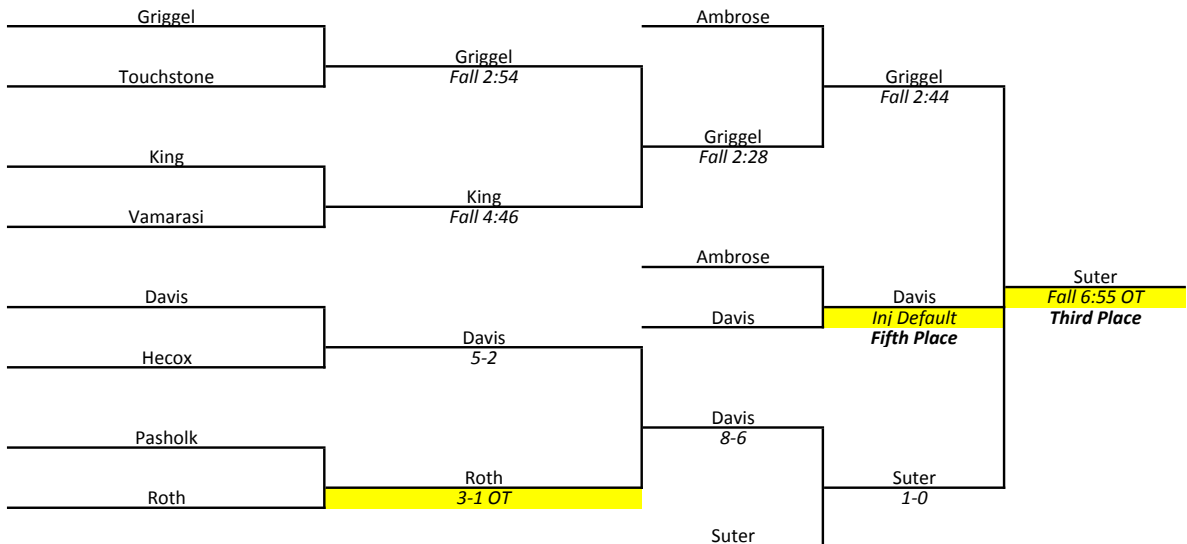 Griggel
Ambrose
Griggel
Fall 2:54
Touchstone
Griggel
Fall 2:44
Griggel
Fall 2:28
King
King
Fall 4:46
Vamarasi
Ambrose
Suter
Fall 6:55 OT
Third Place
Davis
Davis
Inj Default
Fifth Place
Davis
Davis
5-2
Hecox
Davis
8-6
Pasholk
Roth
3-1 OT
Suter
1-0
Roth
Suter